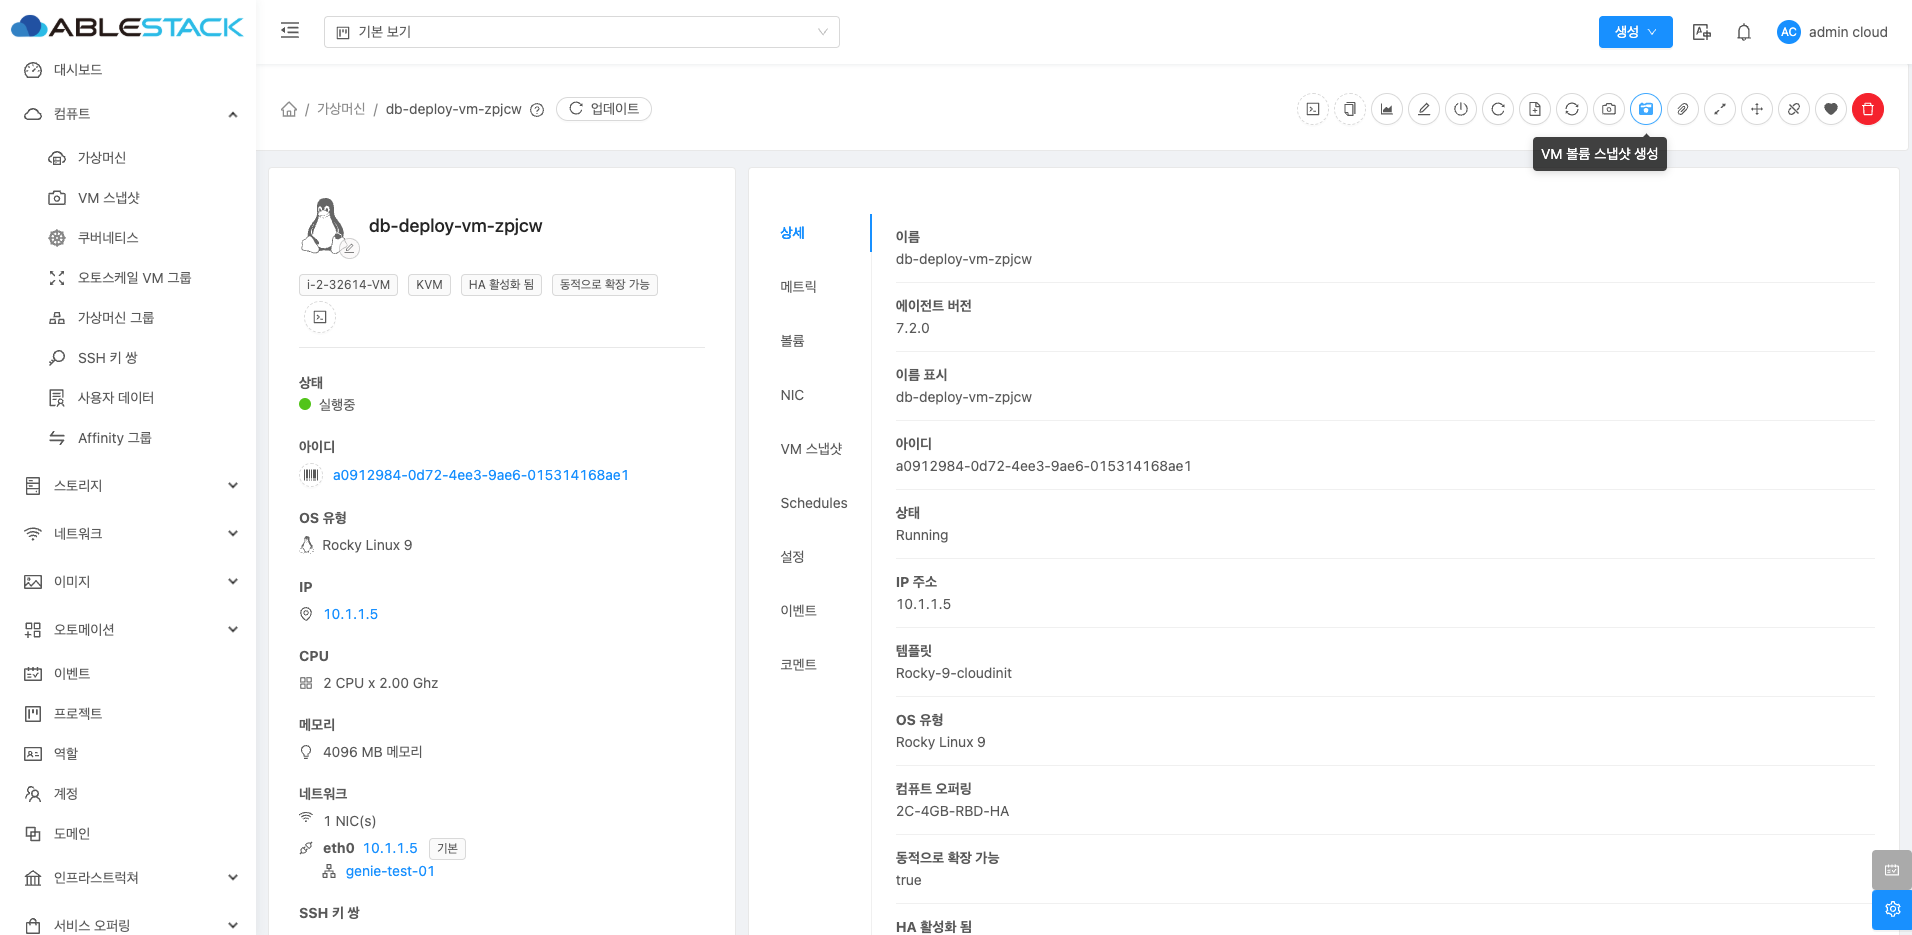 ABLESTACK
기본 보기
생성
AC
admin cloud
대시보드
컴퓨트
가상머신
VM 스냅샷
쿠버네티스
오토스케일 VM 그룹
가상머신 그룹
SSH 키 쌍
사용자 데이터
Affinity 그룹
스토리지
네트워크
이미지
오토메이션
이벤트
프로젝트
역할
계정
도메인
인프라스트럭쳐
서비스 오퍼링
/ 가상머신 / db-deploy-vm-zpjcw
업데이트
VM 볼륨 스냅샷 생성
db-deploy-vm-zpjcw
i-2-32614-VM
KVM
HA 활성화 됨
동적으로 확장 가능
상태
실행중
아이디
a0912984-0d72-4ee3-9ae6-015314168ae1
OS 유형
Rocky Linux 9
IP
10.1.1.5
CPU
2 CPU x 2.00 Ghz
메모리
4096 MB 메모리
네트워크
1 NIC(s)
eth0 10.1.1.5 기본
genie-test-01
SSH 키 쌍
상세
메트릭
볼륨
NIC
VM 스냅샷
Schedules
설정
이벤트
코멘트
이름
db-deploy-vm-zpjcw
에이전트 버전
7.2.0
이름 표시
db-deploy-vm-zpjcw
아이디
a0912984-0d72-4ee3-9ae6-015314168ae1
상태
Running
IP 주소
10.1.1.5
템플릿
Rocky-9-cloudinit
OS 유형
Rocky Linux 9
컴퓨트 오퍼링
2C-4GB-RBD-HA
동적으로 확장 가능
true
HA 활성화 됨